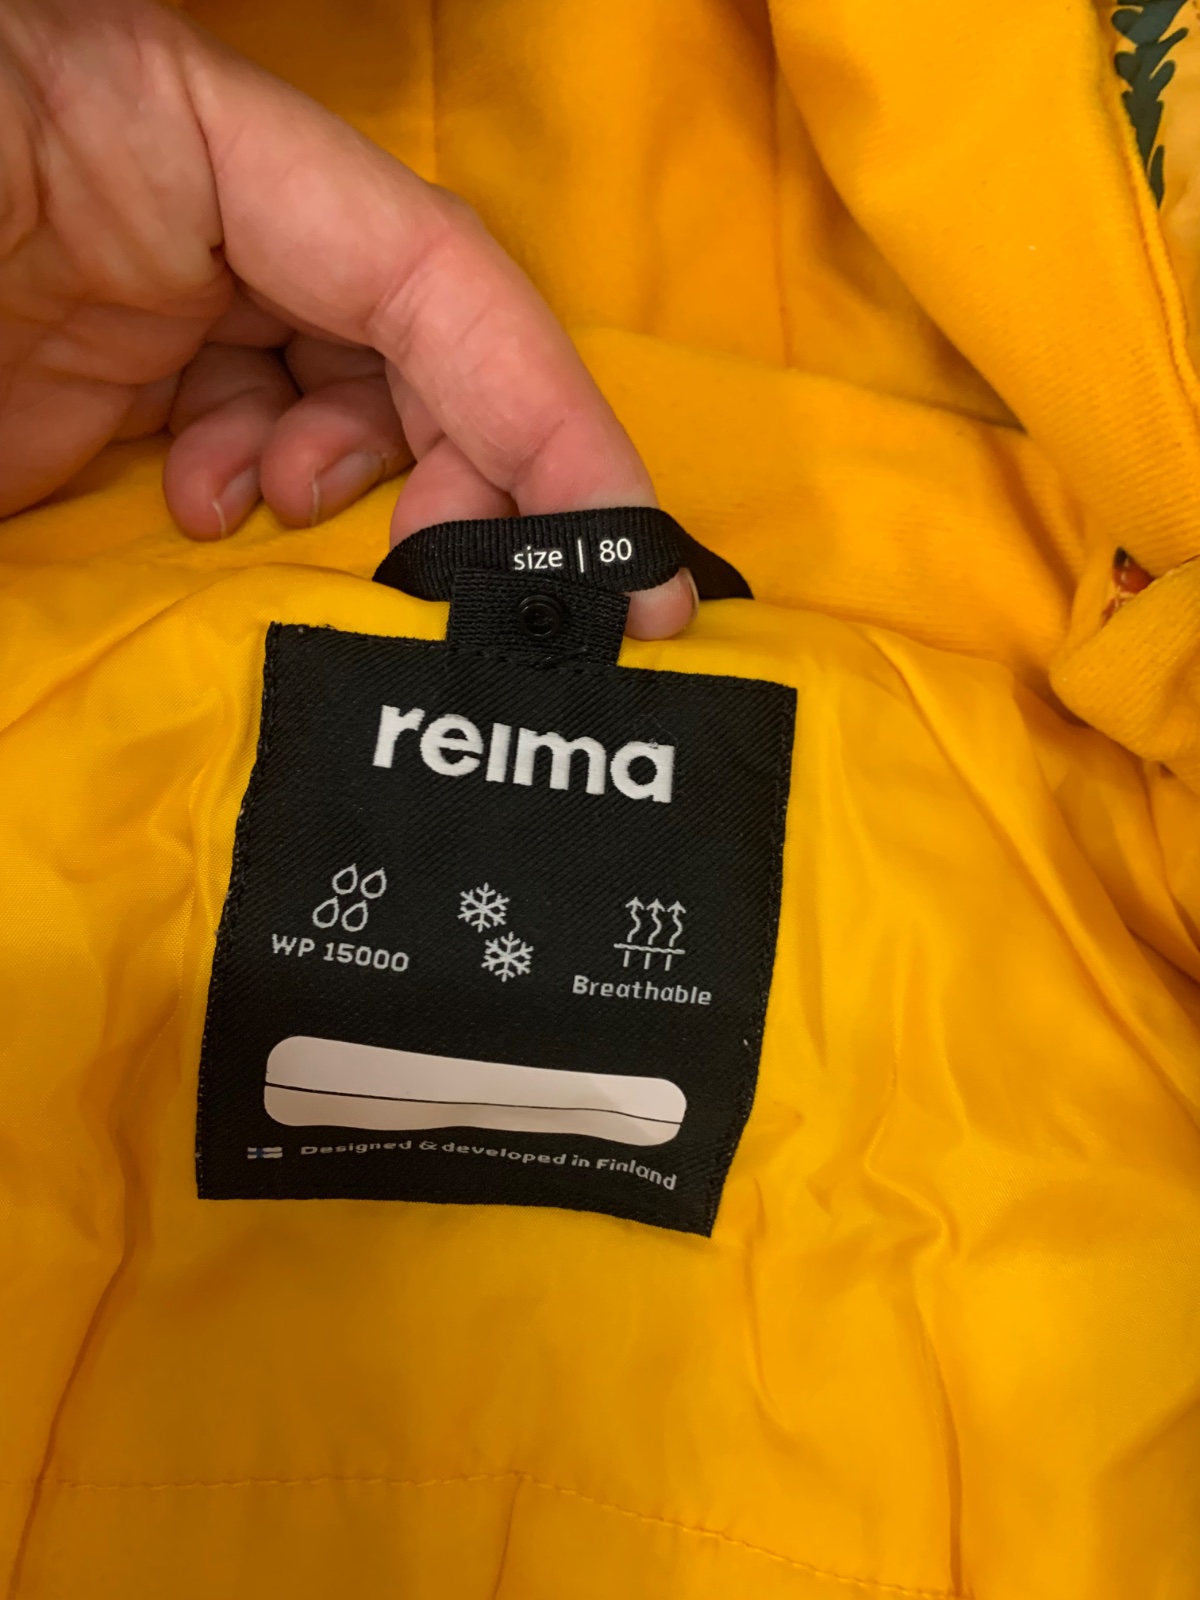 size | 80
reima
WP 15000
Breathable
Designed & developed in Finland